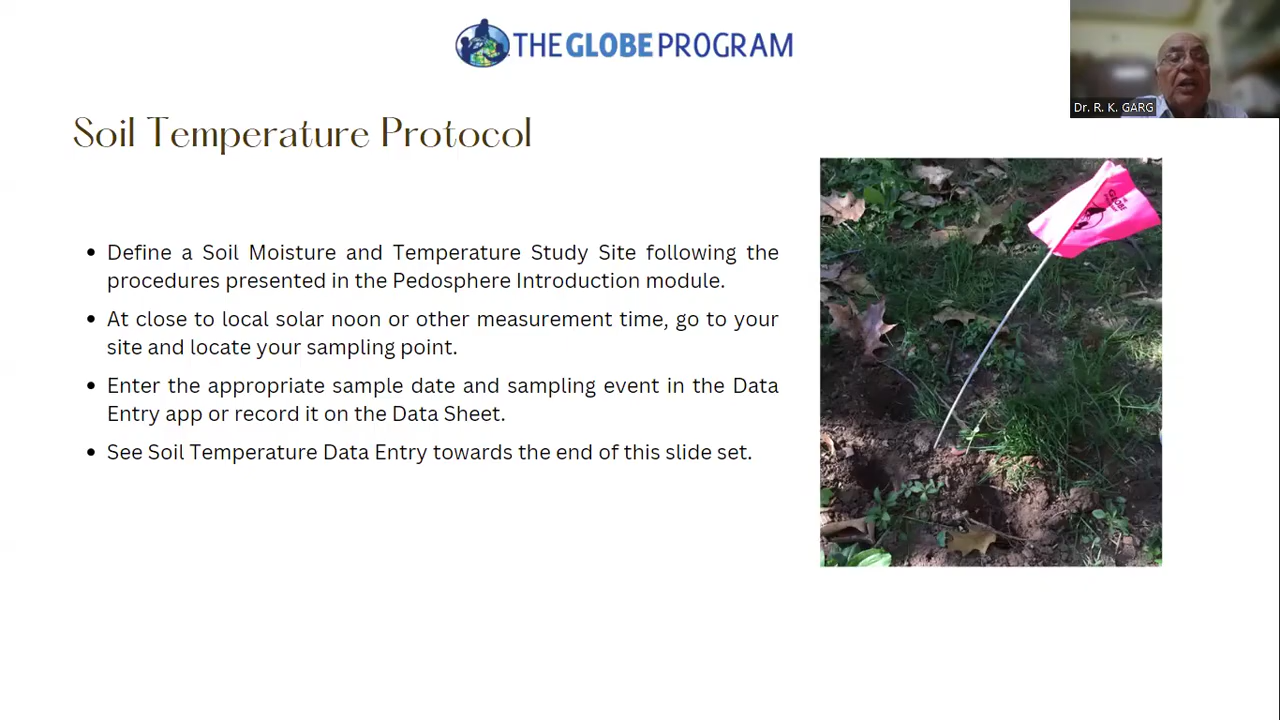 THE GLOBE PROGRAM
Dr. R. K. GARG
Soil Temperature Protocol
• Define a Soil Moisture and Temperature Study Site following the
procedures presented in the Pedosphere Introduction module.
• At close to local solar noon or other measurement time, go to your
site and locate your sampling point.
• Enter the appropriate sample date and sampling event in the Data
Entry app or record it on the Data Sheet.
• See Soil Temperature Data Entry towards the end of this slide set.
GLOBE